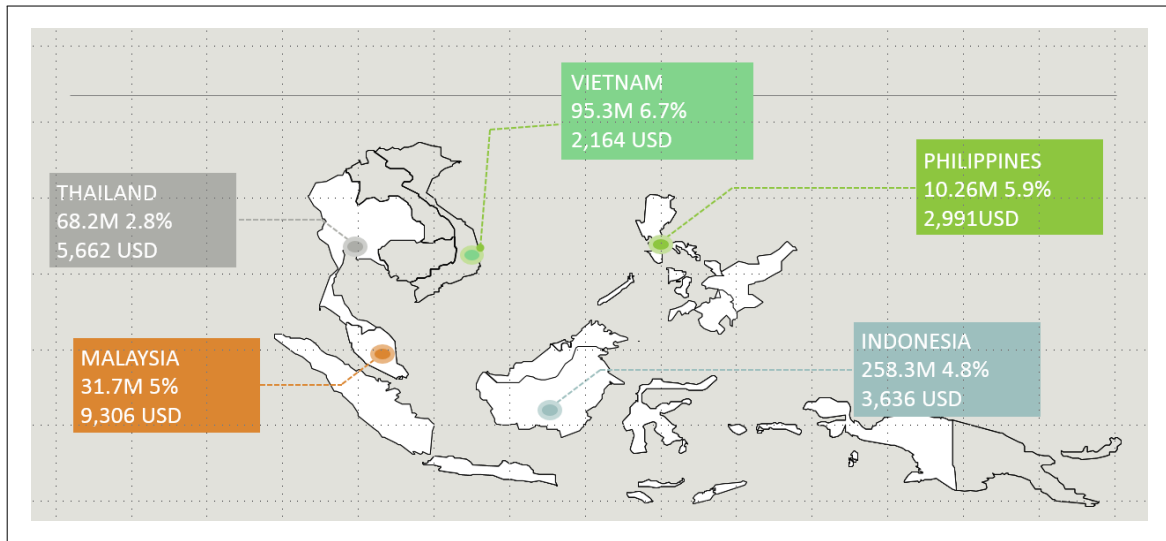 VIETNAM
95.3M 6.7%
2,164 USD
PHILIPPINES
10.26M 5.9%
2,991USD
THAILAND
68.2M 2.8%
5,662 USD
MALAYSIA
31.7M 5%
9,306 USD
INDONESIA
258.3M 4.8%
3,636 USD